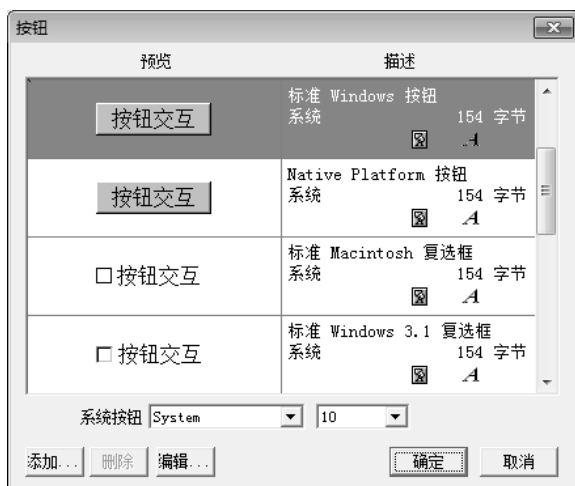 按钮
预览 描述
按钮交互
标准 Windows 按钮
系统 154 字节
A
按钮交互
Native Platform 按钮
系统 154 字节
A
按钮交互
标准 Macintosh 复选框
系统 154 字节
A
按钮交互
标准 Windows 3.1 复选框
系统 154 字节
A
系统按钮 System 10
添加... 删除 编辑... 确定 取消